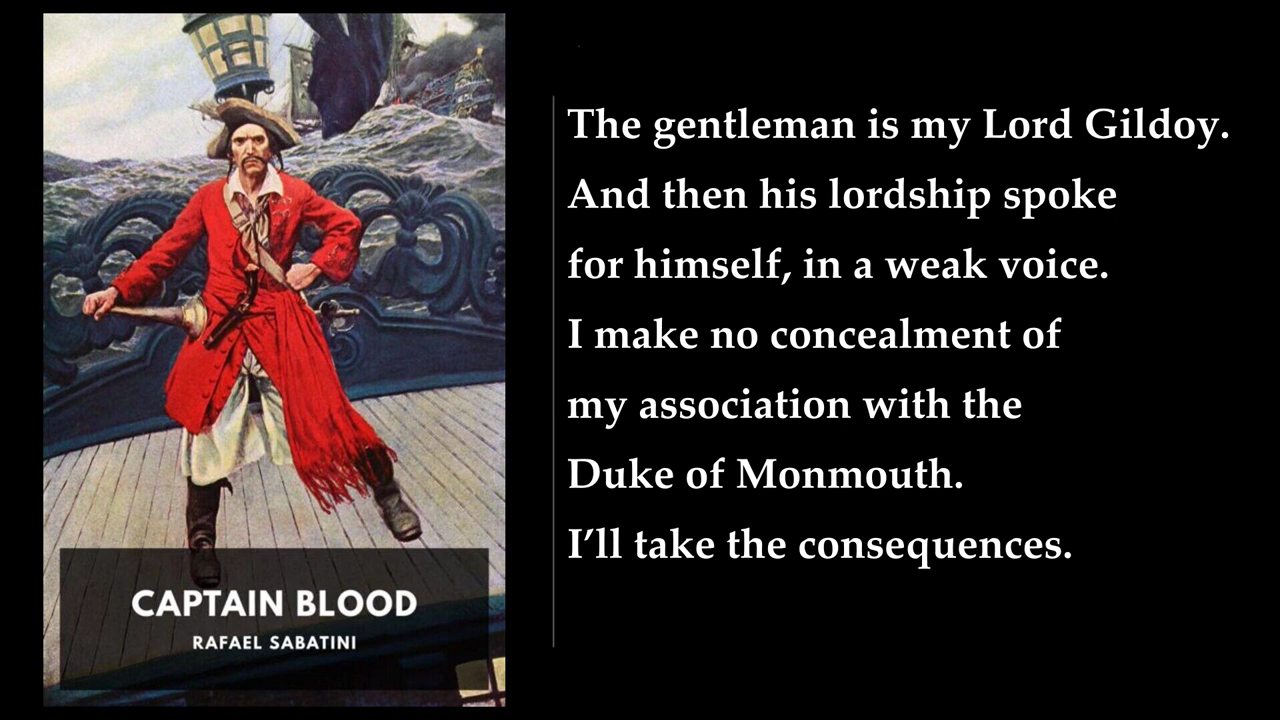 CAPTAIN BLOOD
RAFAEL SABATINI
The gentleman is my Lord Gildoy.
And then his lordship spoke
for himself, in a weak voice.
I make no concealment of
my association with the
Duke of Monmouth.
I’ll take the consequences.